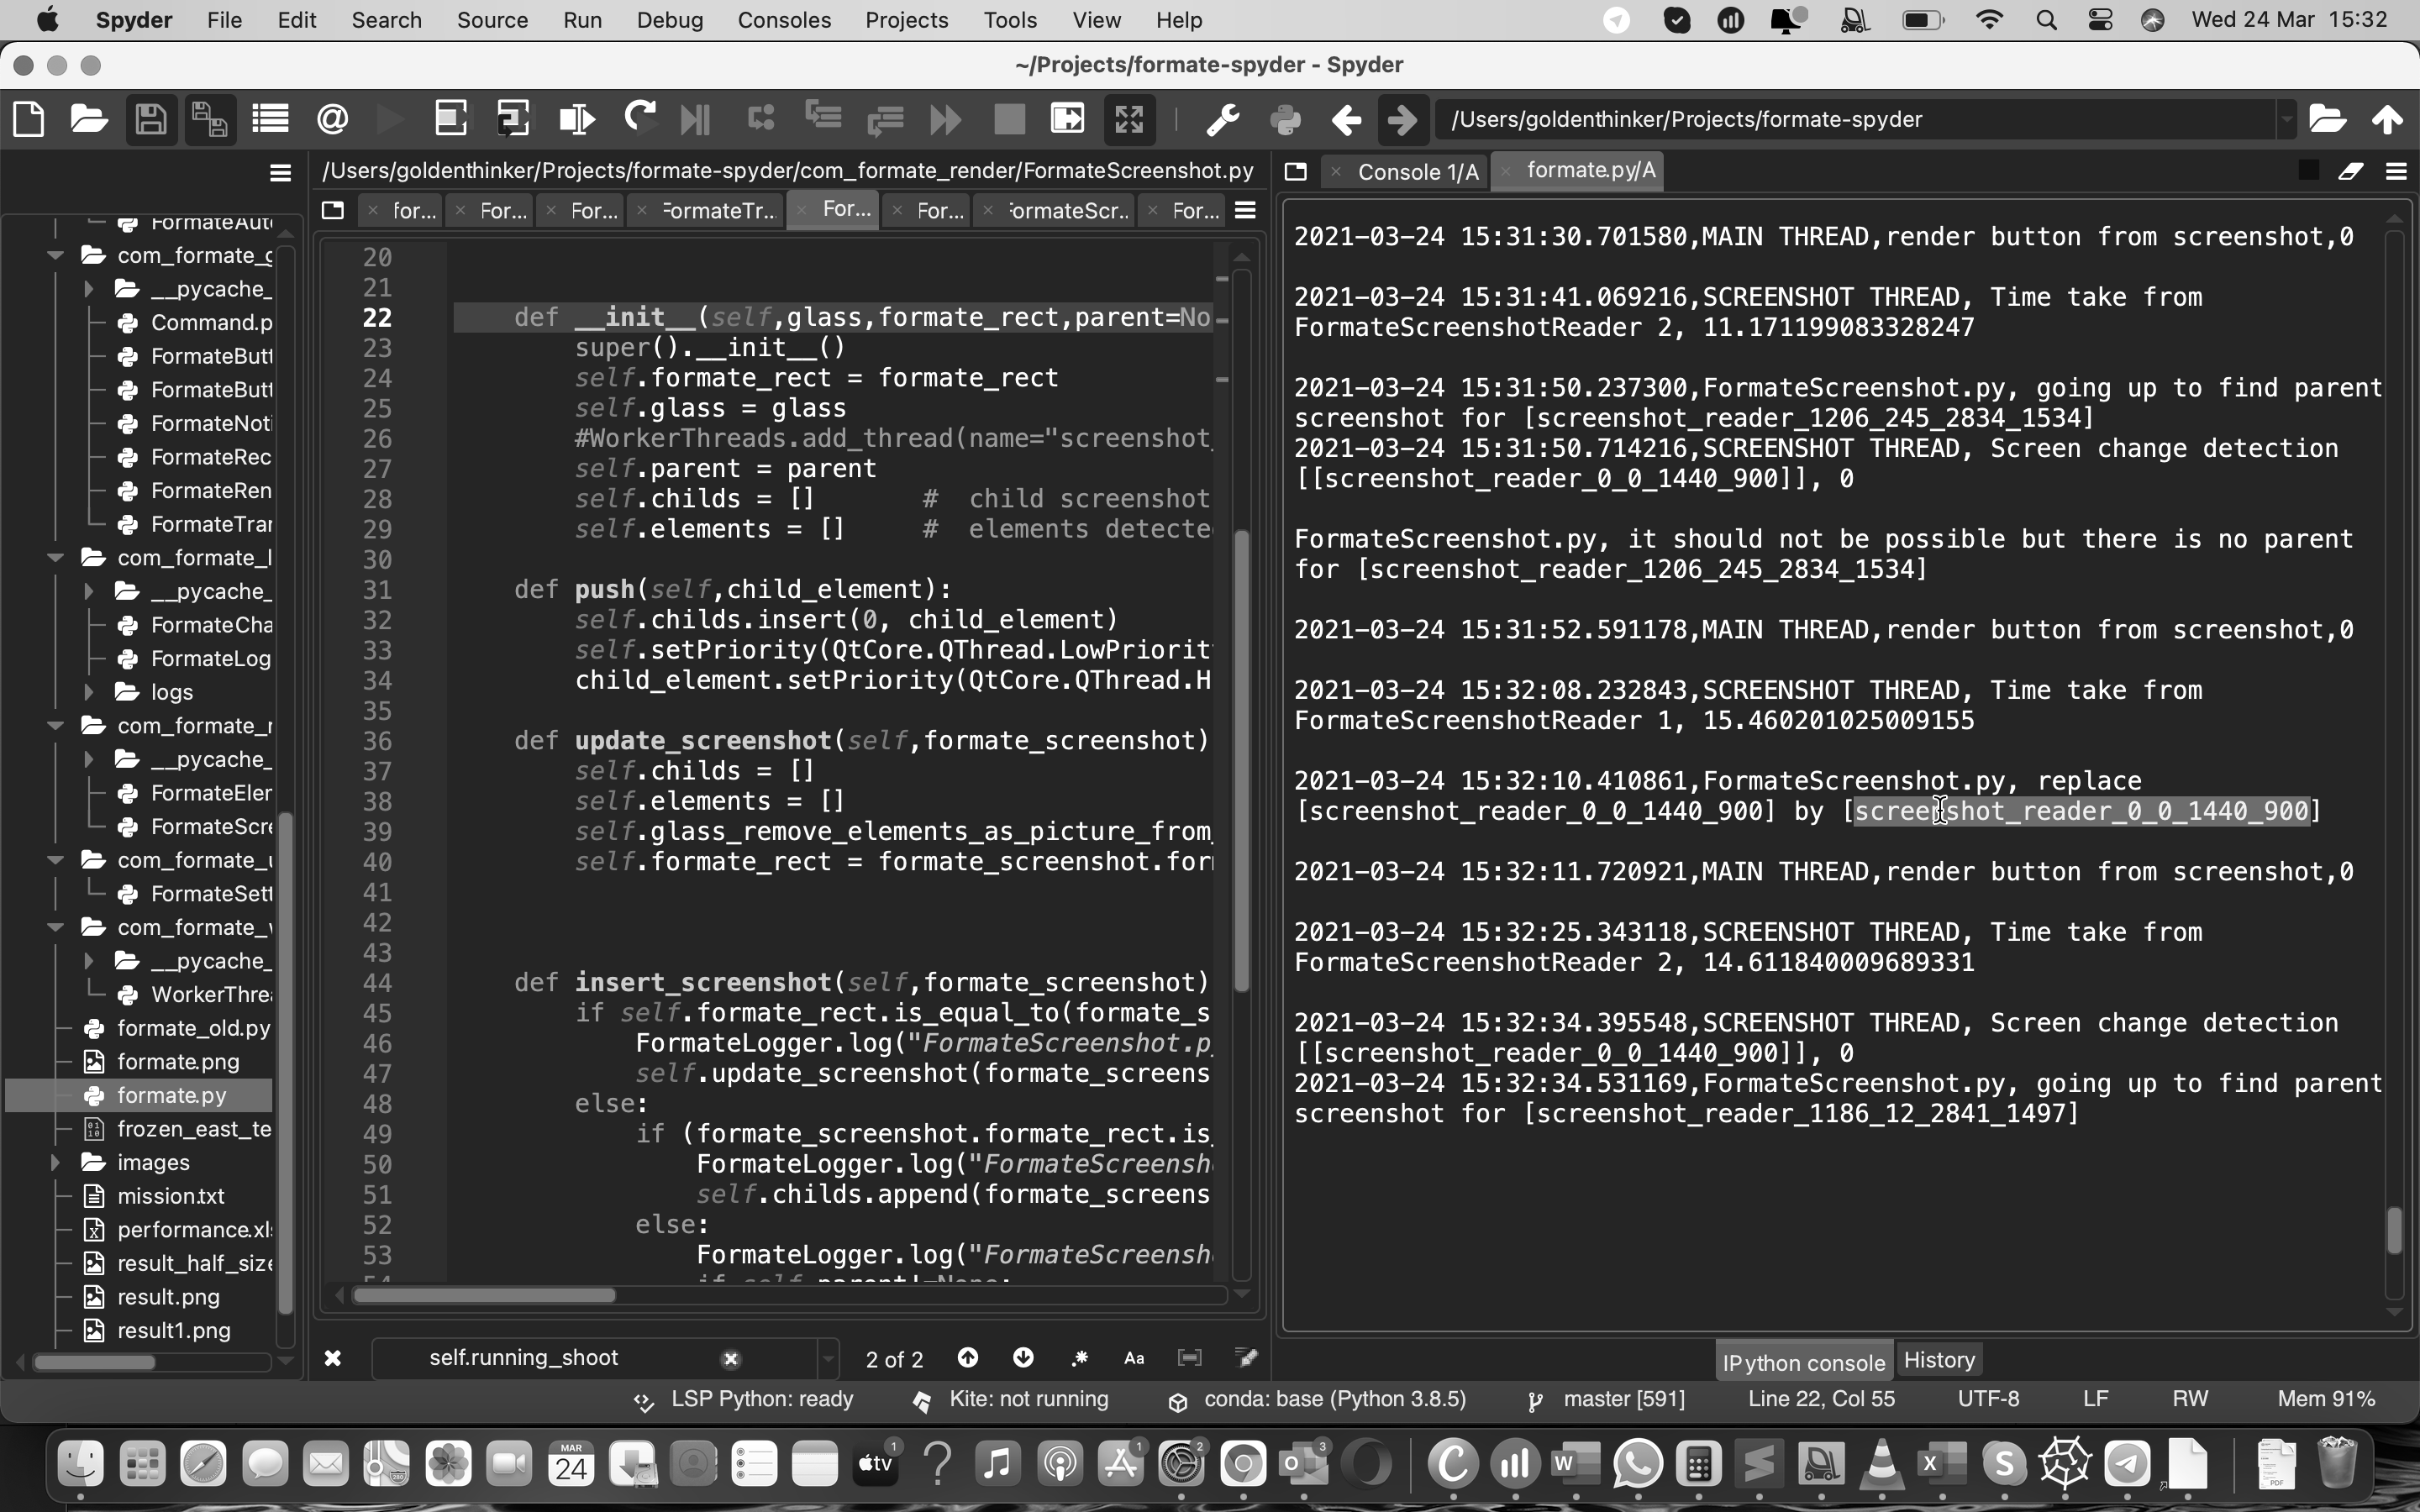 Spyder File Edit Search Source Run Debug Consoles Projects Tools View Help Wed 24 Mar 15:32
~/Projects/formate-spyder - Spyder
/Users/goldenthinker/Projects/formate-spyder
/Users/goldenthinker/Projects/formate-spyder/com_formate_render/FormateScreenshot.py
Console 1/A formate.py/A
for... For... For... FormateTr... For... For... ormateScr... For...
FormateAut
com_formate_g
__pycache_
Command.p
FormateButt
FormateButt
FormateNoti
FormateRec
FormateRen
FormateTrar
com_formate_l
__pycache_
FormateCha
FormateLog
logs
com_formate_r
__pycache_
FormateEler
FormateScre
com_formate_u
FormateSett
com_formate_w
__pycache_
WorkerThrea
formate_old.py
formate.png
formate.py
frozen_east_te
images
mission.txt
performance.xl
result_half_size
result.png
result1.png
20
21
22 def __init__(self,glass,formate_rect,parent=No
23 super().__init__()
24 self.formate_rect = formate_rect
25 self.glass = glass
26 #WorkerThreads.add_thread(name="screenshot_
27 self.parent = parent
28 self.childs = [] # child screenshot
29 self.elements = [] # elements detecte
30
31 def push(self,child_element):
32 self.childs.insert(0, child_element)
33 self.setPriority(QtCore.QThread.LowPriorit
34 child_element.setPriority(QtCore.QThread.H
35
36 def update_screenshot(self,formate_screenshot)
37 self.childs = []
38 self.elements = []
39 self.glass_remove_elements_as_picture_from_
40 self.formate_rect = formate_screenshot.for
41
42
43
44 def insert_screenshot(self,formate_screenshot)
45 if self.formate_rect.is_equal_to(formate_s
46 FormateLogger.log("FormateScreenshot.p
47 self.update_screenshot(formate_screens
48 else:
49 if (formate_screenshot.formate_rect.is_
50 FormateLogger.log("FormateScreensh
51 self.childs.append(formate_screens
52 else:
53 FormateLogger.log("FormateScreensh
54 if self.parent!=None:
2021-03-24 15:31:30.701580,MAIN THREAD,render button from screenshot,0
2021-03-24 15:31:41.069216,SCREENSHOT THREAD, Time take from
FormateScreenshotReader 2, 11.171199083328247
2021-03-24 15:31:50.237300,FormateScreenshot.py, going up to find parent
screenshot for [screenshot_reader_1206_245_2834_1534]
2021-03-24 15:31:50.714216,SCREENSHOT THREAD, Screen change detection
[[screenshot_reader_0_0_1440_900]], 0
FormateScreenshot.py, it should not be possible but there is no parent
for [screenshot_reader_1206_245_2834_1534]
2021-03-24 15:31:52.591178,MAIN THREAD,render button from screenshot,0
2021-03-24 15:32:08.232843,SCREENSHOT THREAD, Time take from
FormateScreenshotReader 1, 15.460201025009155
2021-03-24 15:32:10.410861,FormateScreenshot.py, replace
[screenshot_reader_0_0_1440_900] by [screenshot_reader_0_0_1440_900]
2021-03-24 15:32:11.720921,MAIN THREAD,render button from screenshot,0
2021-03-24 15:32:25.343118,SCREENSHOT THREAD, Time take from
FormateScreenshotReader 2, 14.611840009689331
2021-03-24 15:32:34.395548,SCREENSHOT THREAD, Screen change detection
[[screenshot_reader_0_0_1440_900]], 0
2021-03-24 15:32:34.531169,FormateScreenshot.py, going up to find parent
screenshot for [screenshot_reader_1186_12_2841_1497]
self.running_shoot 2 of 2 Aa
IPython console History
LSP Python: ready Kite: not running conda: base (Python 3.8.5) master [591] Line 22, Col 55 UTF-8 LF RW Mem 91%
MAR
24
tv 1 1 2 3